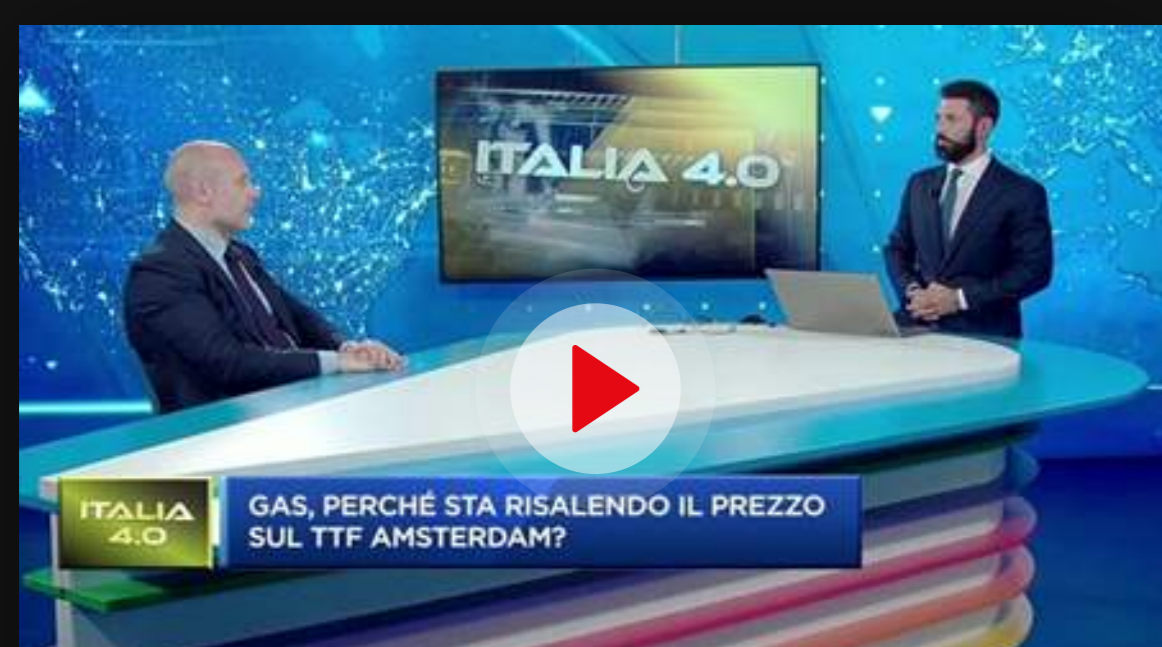 ITALIA 4.0
ITALIA
4.0
GAS, PERCHÉ STA RISALENDO IL PREZZO
SUL TTF AMSTERDAM?